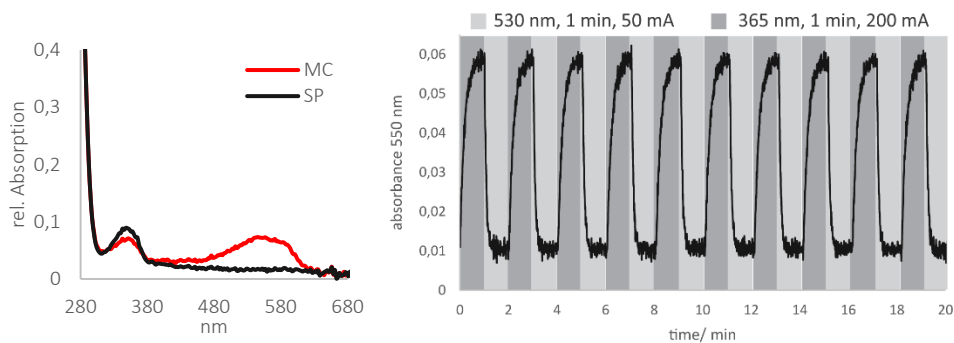 0,4
0,3
0,2
0,1
0
rel. Absorption
MC
SP
280 380 480 580 680
nm
530 nm, 1 min, 50 mA
365 nm, 1 min, 200 mA
0,06
0,05
0,04
0,03
0,02
0,01
0
absorbance 550 nm
0 2 4 6 8 10 12 14 16 18 20
time/ min